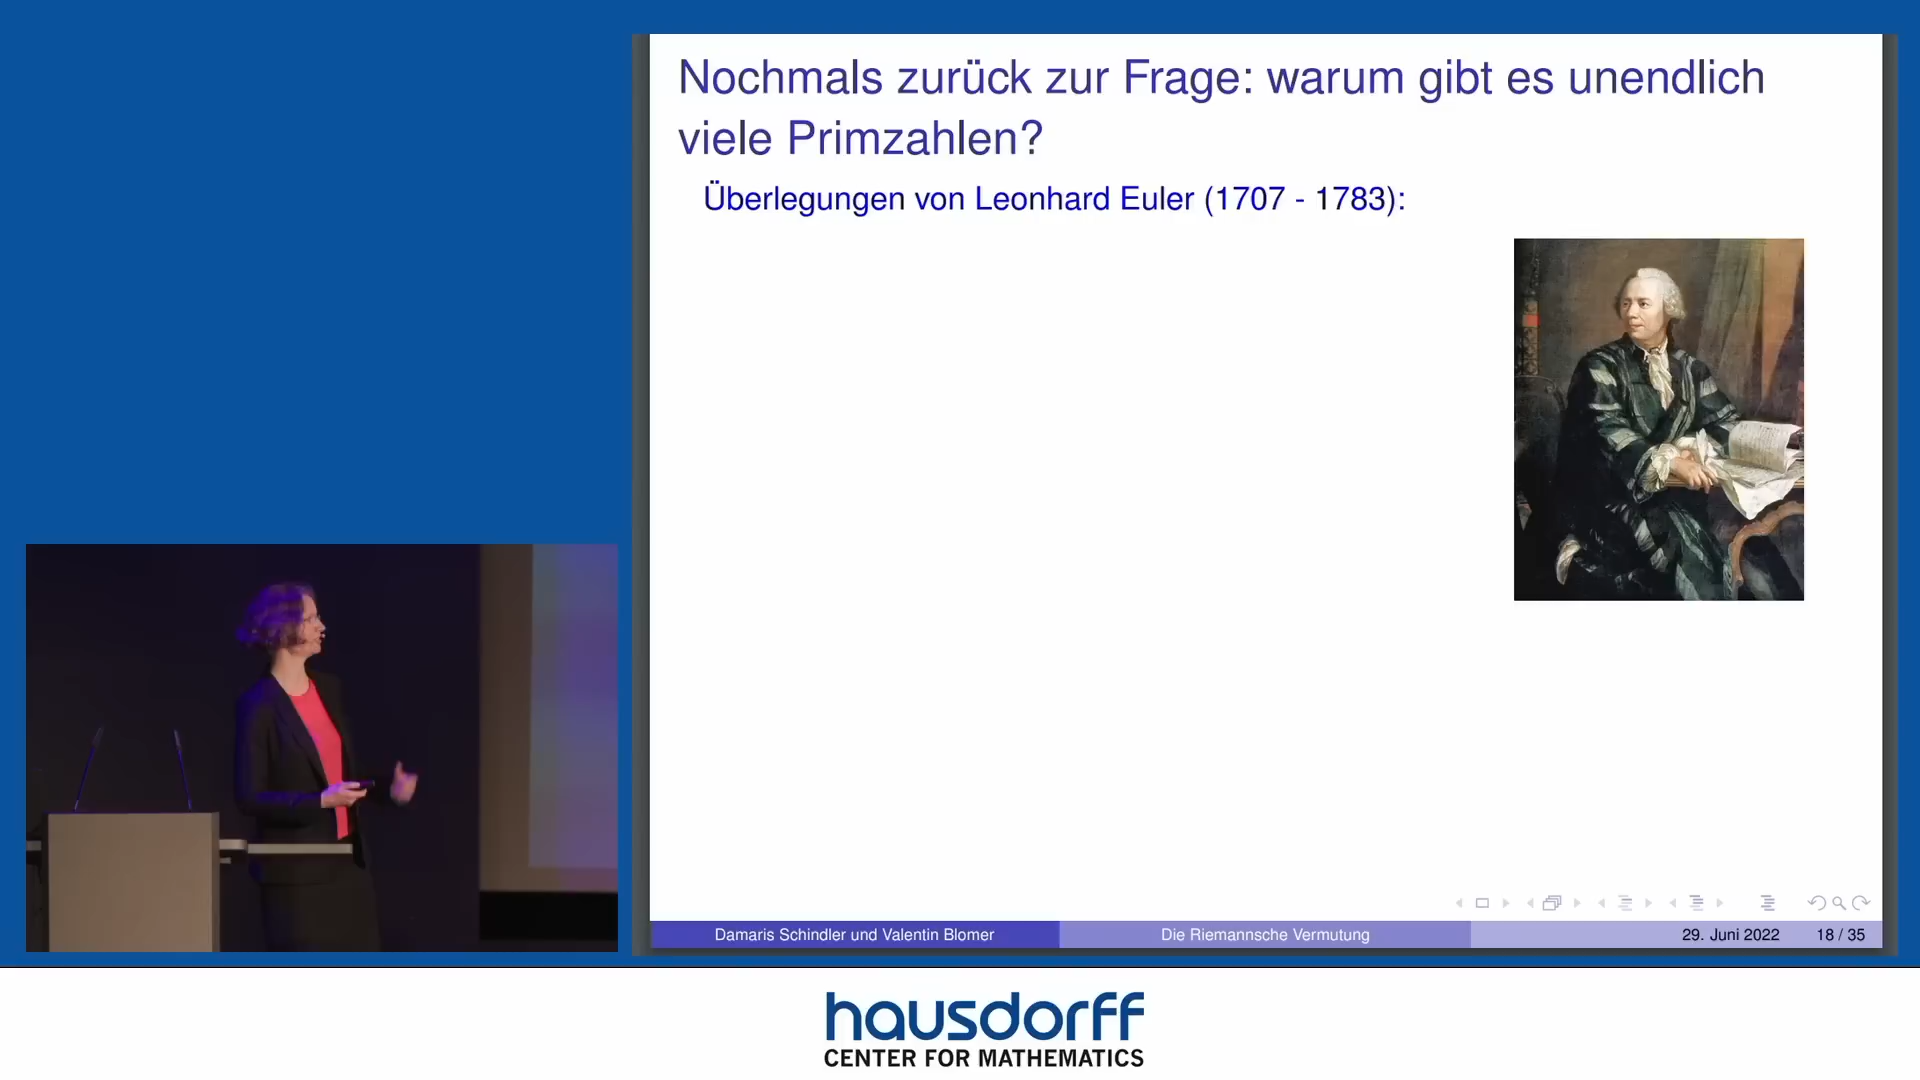 Nochmals zurück zur Frage: warum gibt es unendlich
viele Primzahlen?
Überlegungen von Leonhard Euler (1707 - 1783):
Damaris Schindler und Valentin Blomer
Die Riemannsche Vermutung
29. Juni 2022
18 / 35
hausdorff
CENTER FOR MATHEMATICS